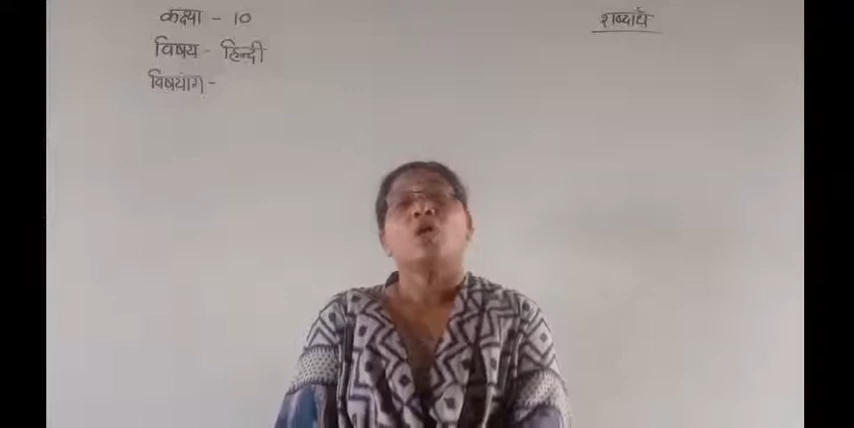 कक्षा - 10
विषय - हिन्दी
विषयांग -
शब्दार्थ